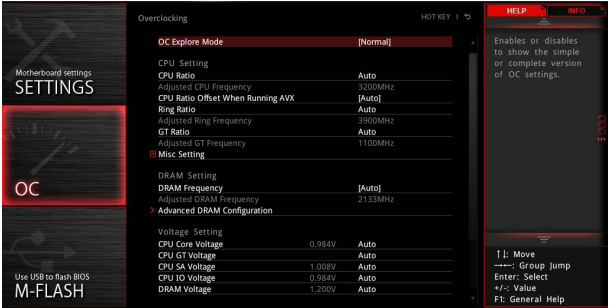 Motherboard settings
SETTINGS
OC
Use USB to flash BIOS
M-FLASH
Overclocking
HOT KEY |
OC Explore Mode [Normal]
CPU Setting
CPU Ratio Auto
Adjusted CPU Frequency 3200MHz
CPU Ratio Offset When Running AVX [Auto]
Ring Ratio Auto
Adjusted Ring Frequency 3900MHz
GT Ratio Auto
Adjusted GT Frequency 1100MHz
Misc Setting
DRAM Setting
DRAM Frequency [Auto]
Adjusted DRAM Frequency 2133MHz
Advanced DRAM Configuration
Voltage Setting
CPU Core Voltage 0.984V Auto
CPU GT Voltage Auto
CPU SA Voltage 1.008V Auto
CPU IO Voltage 0.984V Auto
DRAM Voltage 1.200V Auto
HELP
INFO
Enables or disables
to show the simple
or complete version
of OC settings.
↑↓: Move
→←: Group Jump
Enter: Select
+/-: Value
F1: General Help